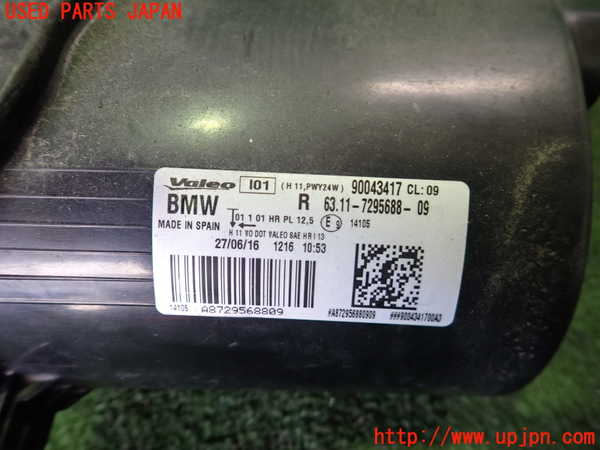 USED PARTS JAPAN
Valeo I01 (H 11,PWY24W) 90043417 CL: 09
BMW R 63.11-7295688-09
MADE IN SPAIN 01 1 01 HR PL 12,5 E9 14105
H 11 VO DOT VALEO SAE HR I 13
27/06/16 1216 10:53
14105 A8729568809
#A872956880909 ###9004341700A3
http://www.upjpn.com/